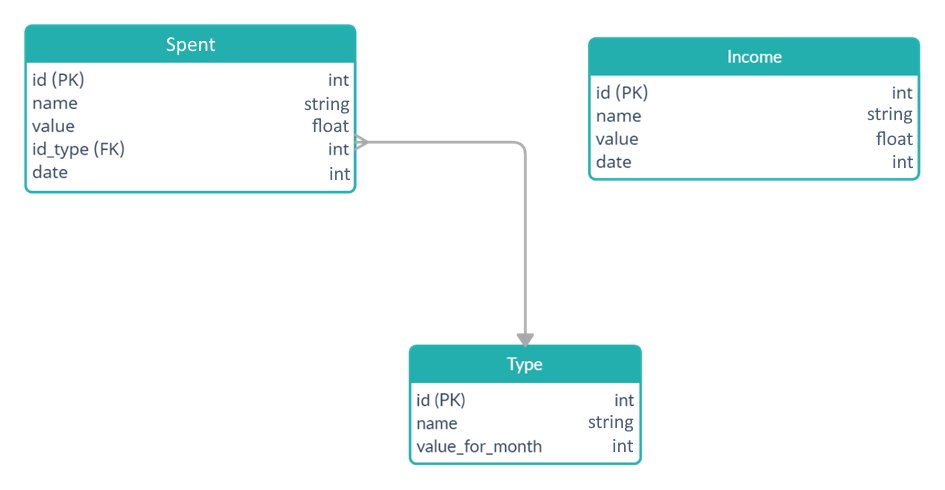 Spent
id (PK) int
name string
value float
id_type (FK) int
date int
Income
id (PK) int
name string
value float
date int
Type
id (PK) int
name string
value_for_month int